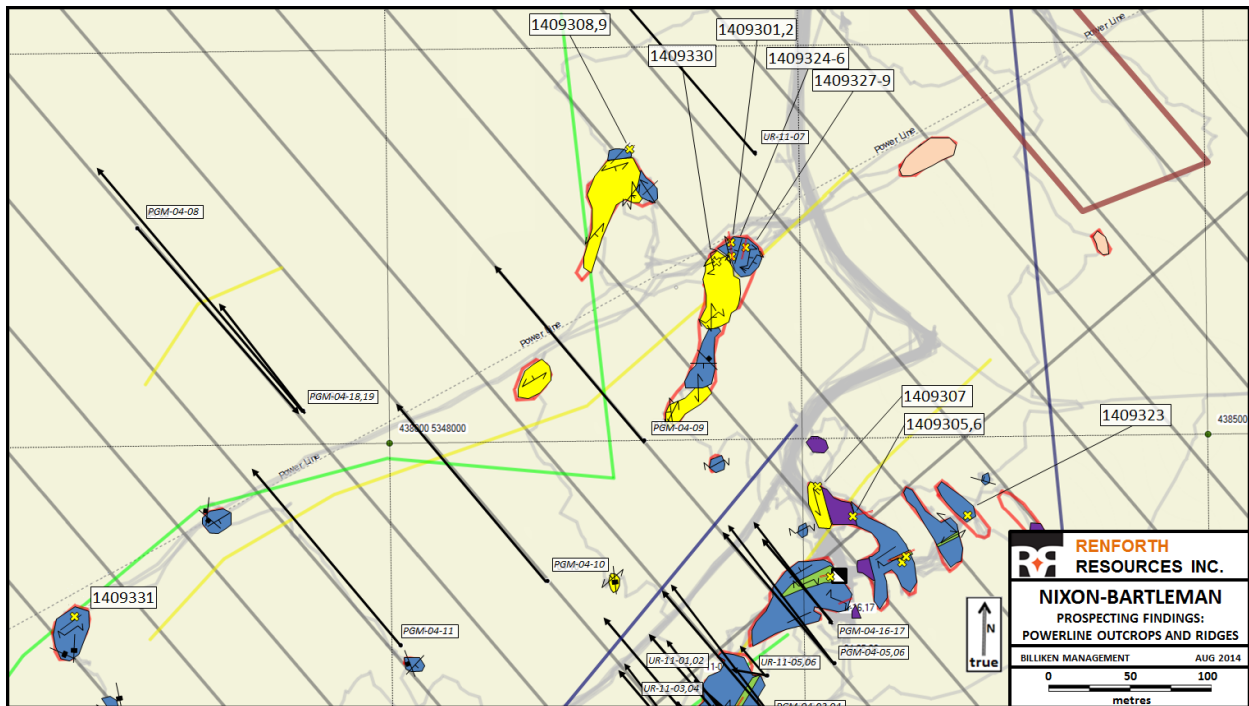 1409308,9
1409301,2
1409330
1409324-6
1409327-9
Power Line
UR-11-07
Power Line
PGM-04-08
Power Line
PGM-04-18,19
438000 5348000
PGM-04-09
1409307
1409305,6
1409323
438500
Power Line
PGM-04-10
1409331
PGM-04-11
PGM-04-16-17
PGM-04-05,06
UR-11-01,02
UR-11-05,06
UR-11-03,04
RENFORTH
RESOURCES INC.
NIXON-BARTLEMAN
PROSPECTING FINDINGS:
POWERLINE OUTCROPS AND RIDGES
BILLIKEN MANAGEMENT AUG 2014
0 50 100
metres
N
true